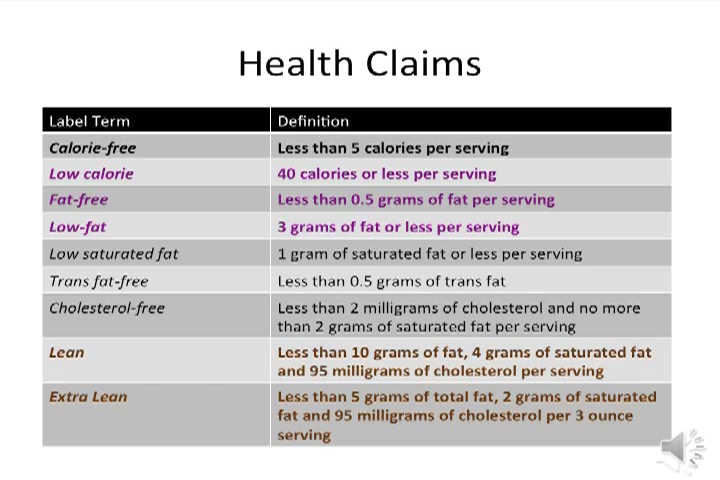 Health Claims
Label Term Definition
Calorie-free Less than 5 calories per serving
Low calorie 40 calories or less per serving
Fat-free Less than 0.5 grams of fat per serving
Low-fat 3 grams of fat or less per serving
Low saturated fat 1 gram of saturated fat or less per serving
Trans fat-free Less than 0.5 grams of trans fat
Cholesterol-free Less than 2 milligrams of cholesterol and no more
than 2 grams of saturated fat per serving
Lean Less than 10 grams of fat, 4 grams of saturated fat
and 95 milligrams of cholesterol per serving
Extra Lean Less than 5 grams of total fat, 2 grams of saturated
fat and 95 milligrams of cholesterol per 3 ounce
serving